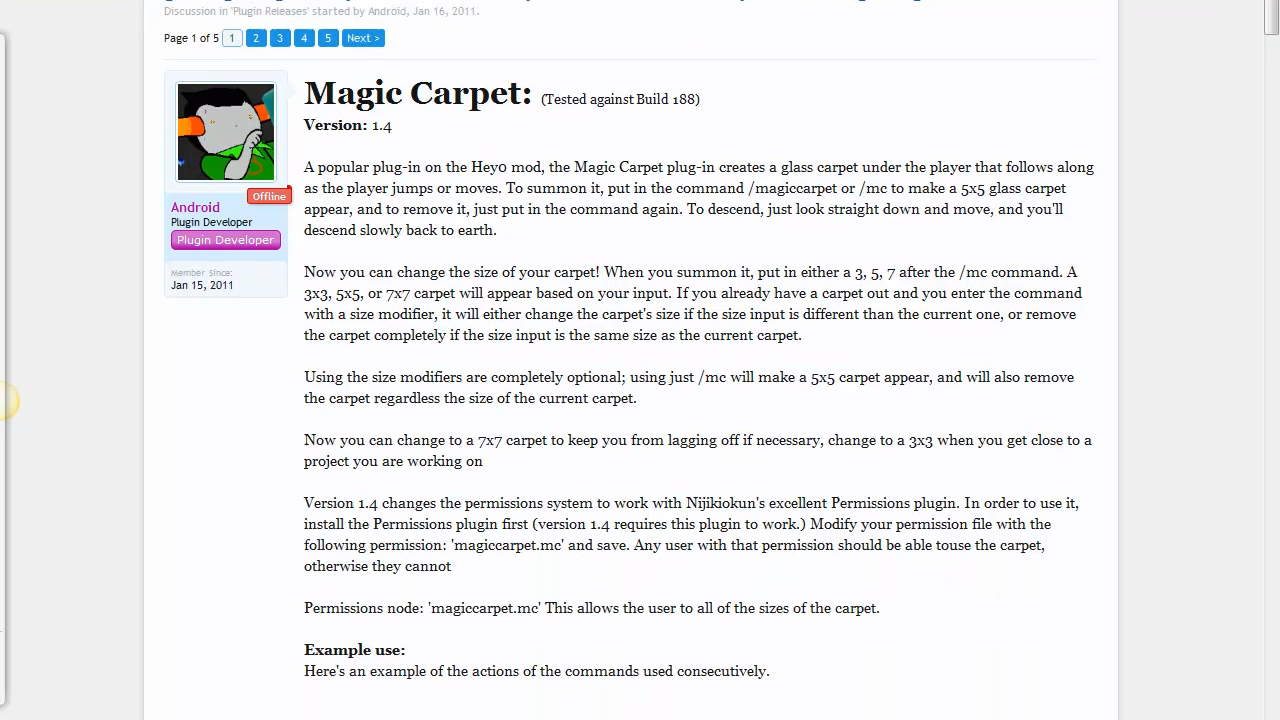 Discussion in 'Plugin Releases' started by Android, Jan 16, 2011.
Page 1 of 5 1 2 3 4 5 Next >
Magic Carpet: (Tested against Build 188)
Version: 1.4
A popular plug-in on the Hey0 mod, the Magic Carpet plug-in creates a glass carpet under the player that follows along
as the player jumps or moves. To summon it, put in the command /magiccarpet or /mc to make a 5x5 glass carpet
appear, and to remove it, just put in the command again. To descend, just look straight down and move, and you'll
descend slowly back to earth.
Offline
Android
Plugin Developer
Plugin Developer
Member Since:
Jan 15, 2011
Now you can change the size of your carpet! When you summon it, put in either a 3, 5, 7 after the /mc command. A
3x3, 5x5, or 7x7 carpet will appear based on your input. If you already have a carpet out and you enter the command
with a size modifier, it will either change the carpet's size if the size input is different than the current one, or remove
the carpet completely if the size input is the same size as the current carpet.
Using the size modifiers are completely optional; using just /mc will make a 5x5 carpet appear, and will also remove
the carpet regardless the size of the current carpet.
Now you can change to a 7x7 carpet to keep you from lagging off if necessary, change to a 3x3 when you get close to a
project you are working on
Version 1.4 changes the permissions system to work with Nijikiokun's excellent Permissions plugin. In order to use it,
install the Permissions plugin first (version 1.4 requires this plugin to work.) Modify your permission file with the
following permission: 'magiccarpet.mc' and save. Any user with that permission should be able touse the carpet,
otherwise they cannot
Permissions node: 'magiccarpet.mc' This allows the user to all of the sizes of the carpet.
Example use:
Here's an example of the actions of the commands used consecutively.